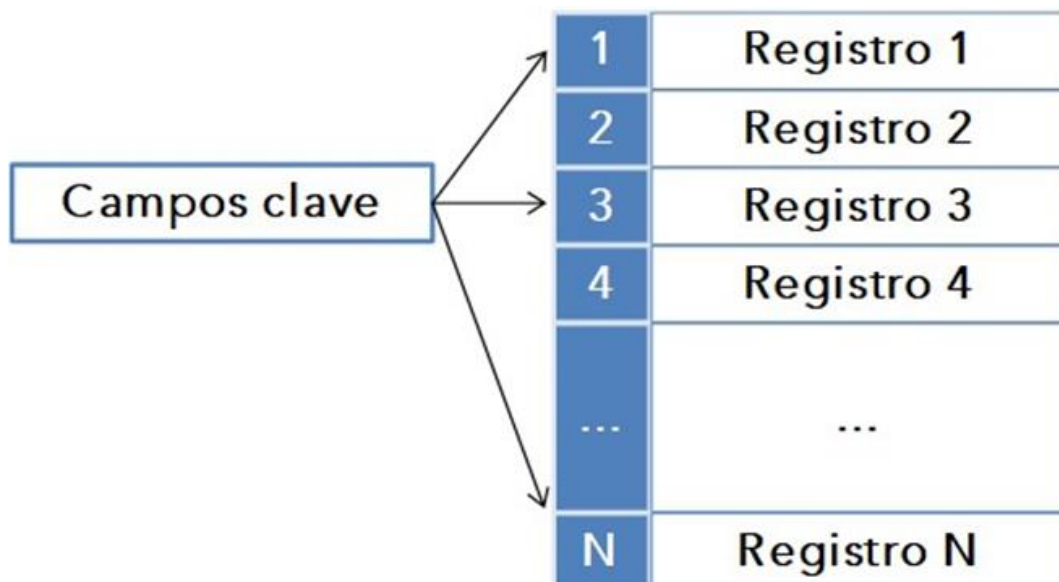 1 Registro 1
2 Registro 2
Campos clave
3 Registro 3
4 Registro 4
... ...
N Registro N